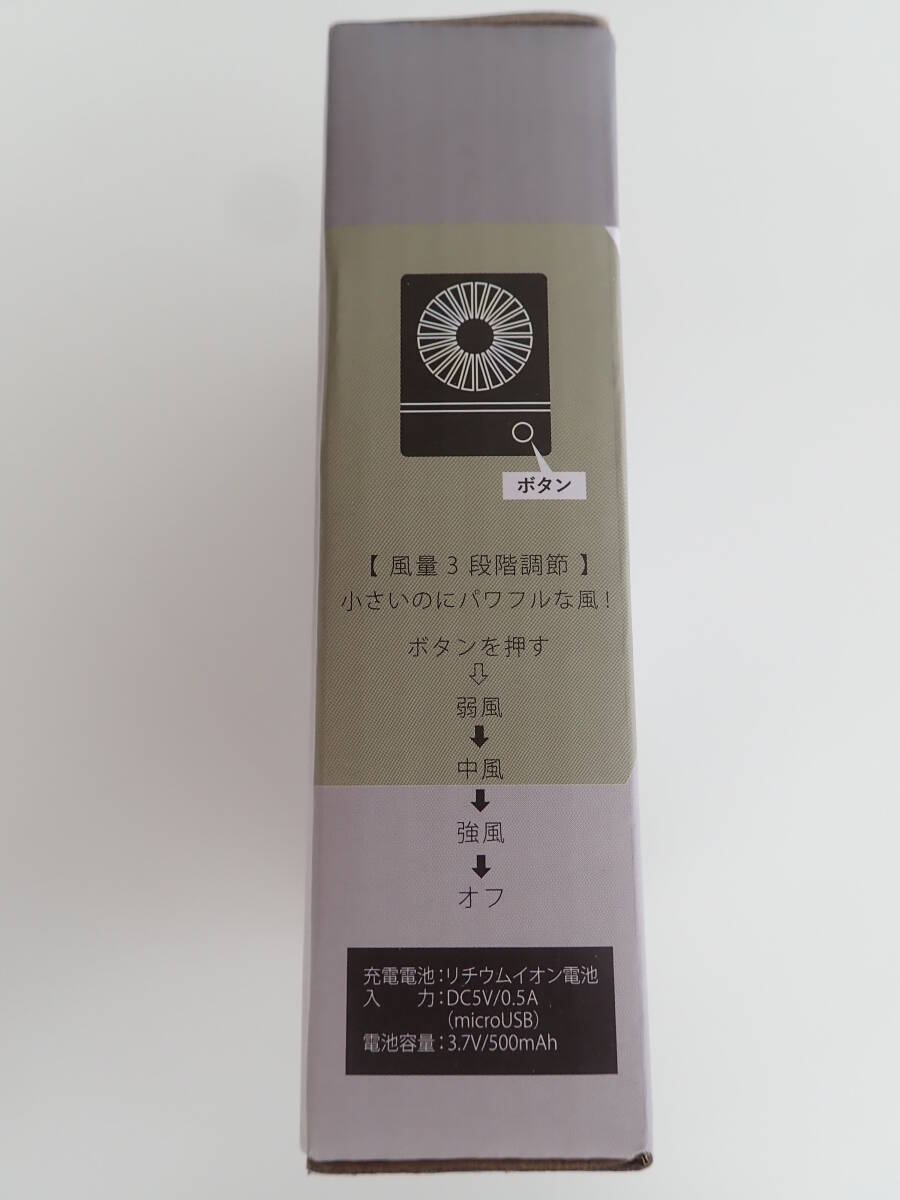 ボタン
【 風量 3 段階調節 】
小さいのにパワフルな風!
ボタンを押す
⇩
弱風
🡇
中風
🡇
強風
🡇
オフ
充電電池:リチウムイオン電池
入　　力:DC5V/0.5A
(microUSB)
電池容量:3.7V/500mAh